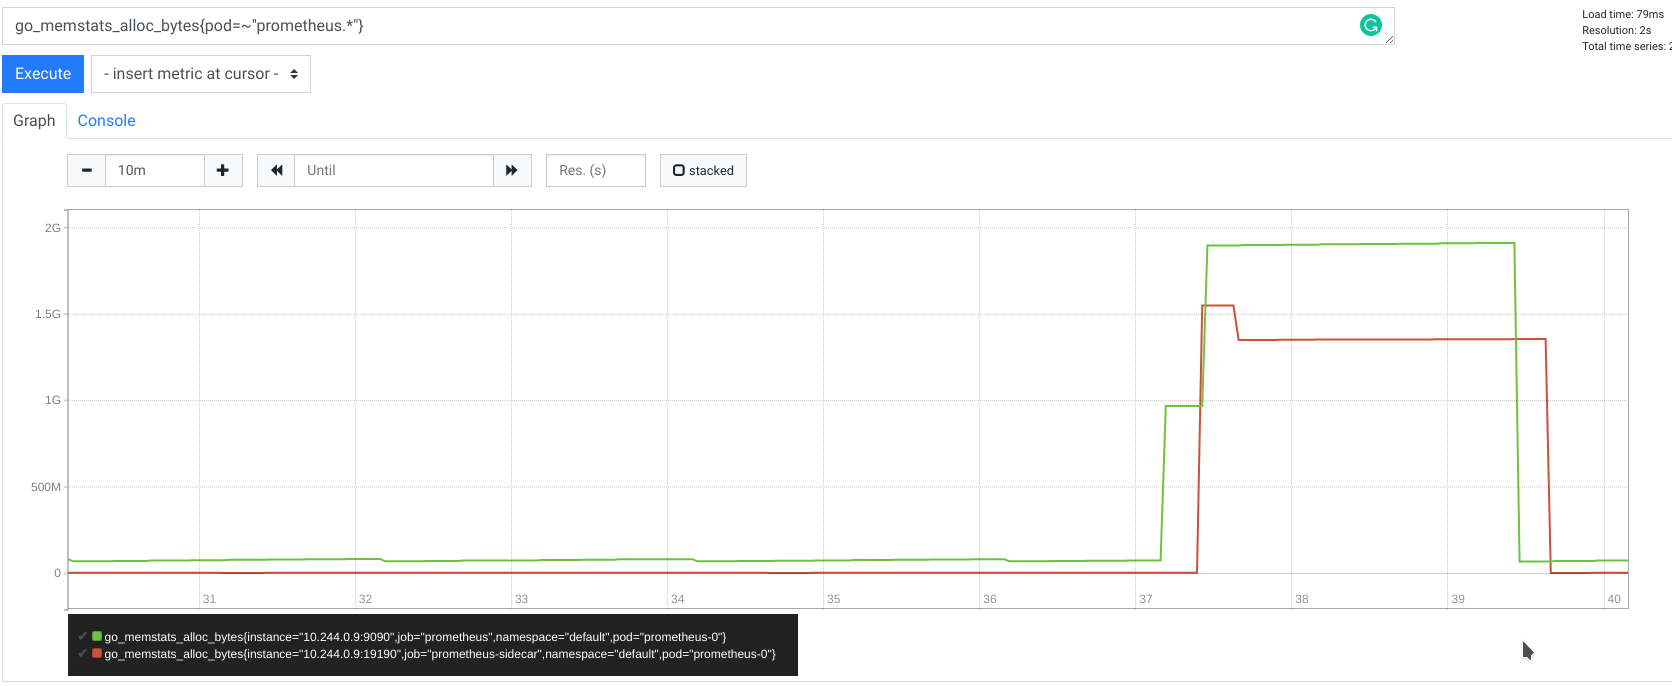 go_memstats_alloc_bytes{pod=~"prometheus.*"}
Load time: 79ms
Resolution: 2s
Total time series: 2
Execute
- insert metric at cursor -
Graph
Console
10m
Until
Res. (s)
stacked
2G
1.5G
1G
500M
0
31 32 33 34 35 36 37 38 39 40
go_memstats_alloc_bytes{instance="10.244.0.9:9090",job="prometheus",namespace="default",pod="prometheus-0"}
go_memstats_alloc_bytes{instance="10.244.0.9:19190",job="prometheus-sidecar",namespace="default",pod="prometheus-0"}